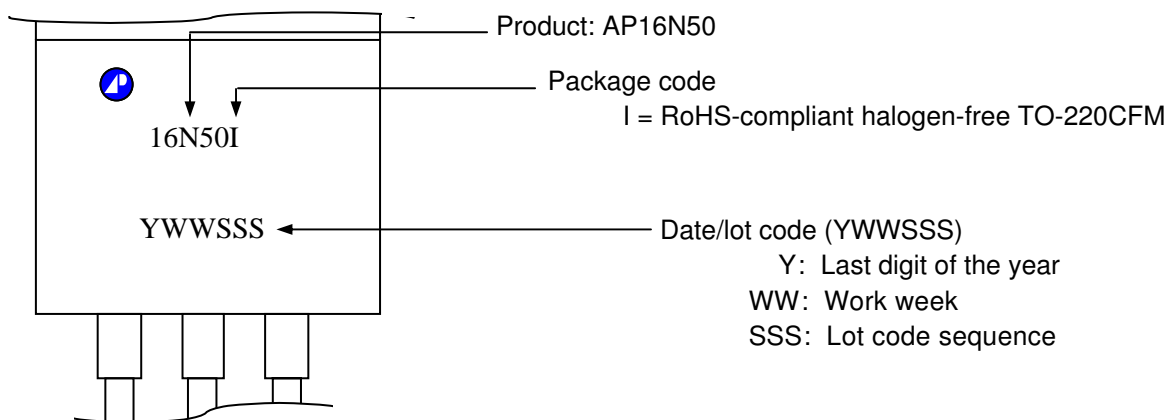 Product: AP16N50
AP
Package code
I = RoHS-compliant halogen-free TO-220CFM
16N50I
YWWSSS
Date/lot code (YWWSSS)
Y: Last digit of the year
WW: Work week
SSS: Lot code sequence